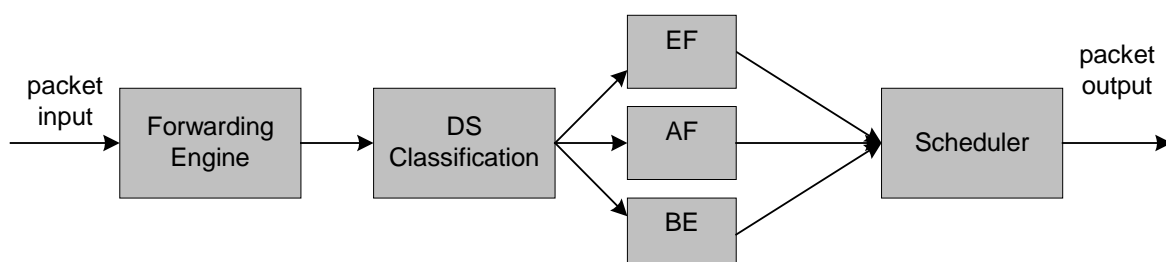 packet
input
Forwarding
Engine
DS
Classification
EF
AF
BE
Scheduler
packet
output